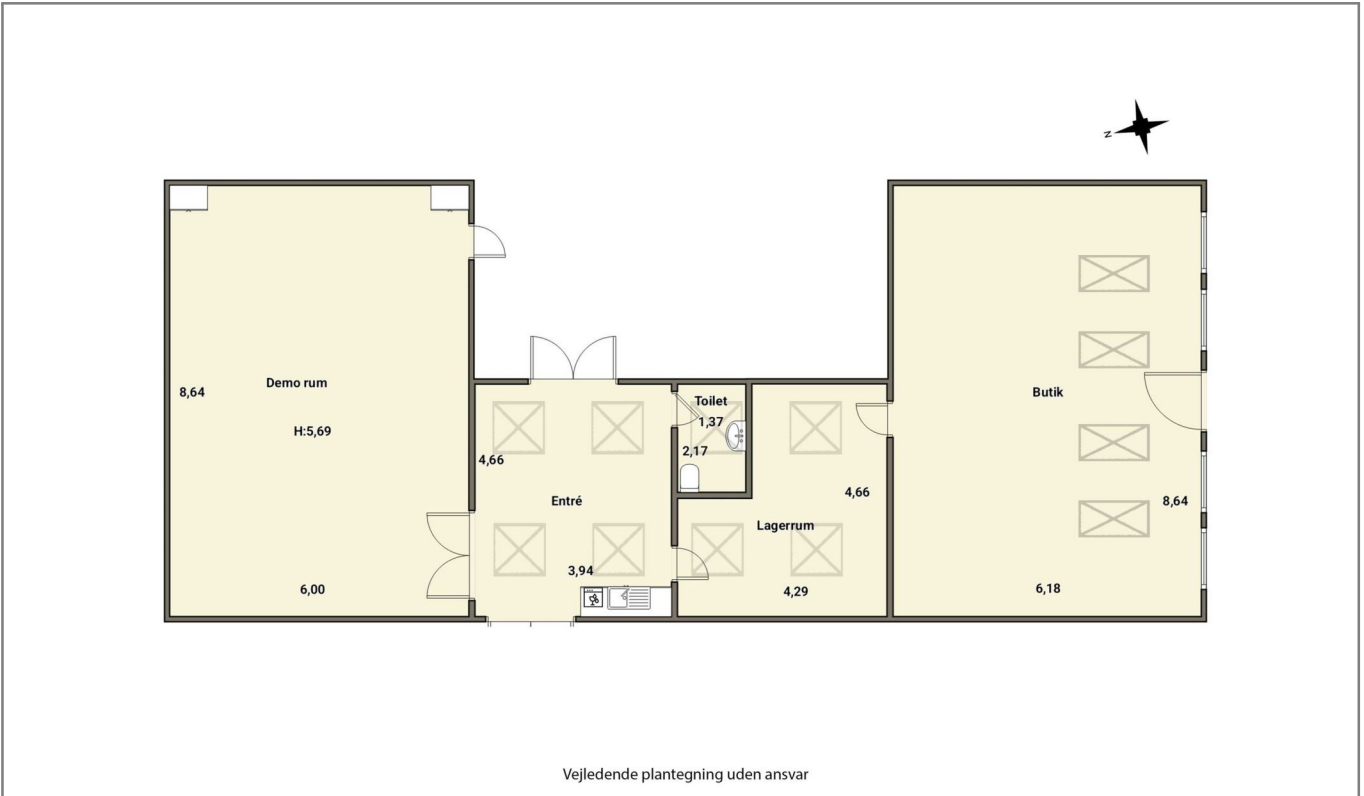 N
Demo rum
8,64
H:5,69
6,00
4,66
Entré
3,94
Toilet
1,37
2,17
4,66
Lagerrum
4,29
Butik
8,64
6,18
Vejledende plantegning uden ansvar